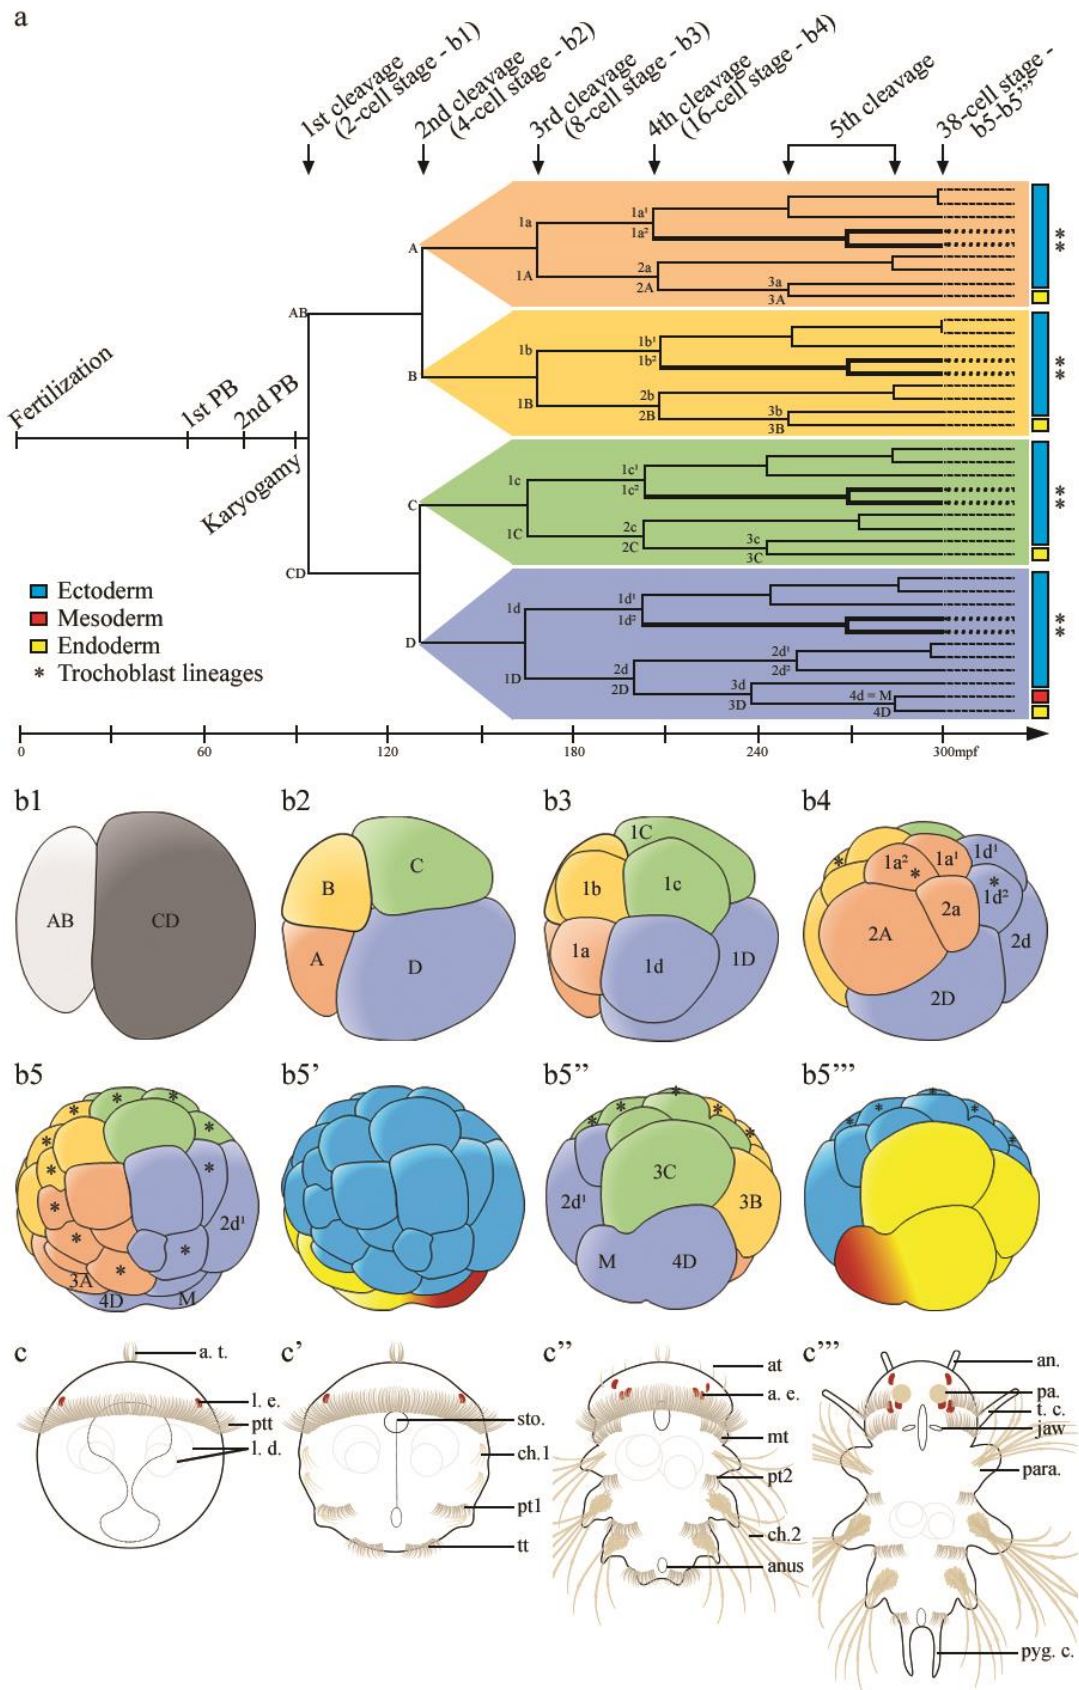 a
1st cleavage
(2-cell stage - b1)
2nd cleavage
(4-cell stage - b2)
3rd cleavage
(8-cell stage - b3)
4th cleavage
(16-cell stage - b4)
5th cleavage
38-cell stage -
b5-b5'''
Fertilization
1st PB
2nd PB
Karyogamy
AB
CD
A
1a
1A
1a¹
1a²
2a
2A
3a
3A
*
*
B
1b
1B
1b¹
1b²
2b
2B
3b
3B
*
*
C
1c
1C
1c¹
1c²
2c
2C
3c
3C
*
*
D
1d
1D
1d¹
1d²
2d
2D
2d¹
2d²
3d
3D
4d = M
4D
*
*
Ectoderm
Mesoderm
Endoderm
* Trochoblast lineages
0 60 120 180 240 300mpf
b1
AB
CD
b2
B
C
A
D
b3
1C
1b
1c
1a
1d
1D
b4
*
1a²
*
1a¹
1d¹
*
1d²
2a
2A
2d
2D
b5
* * * *
* *
*
* 2d¹
* *
*
3A
4D
M
b5'
b5''
* * * * *
3C
2d¹
3B
M
4D
b5'''
* * * * *
c
a. t.
l. e.
ptt
l. d.
c'
sto.
ch.1
pt1
tt
c''
at
a. e.
mt
pt2
ch.2
anus
c'''
an.
pa.
t. c.
jaw
para.
pyg. c.